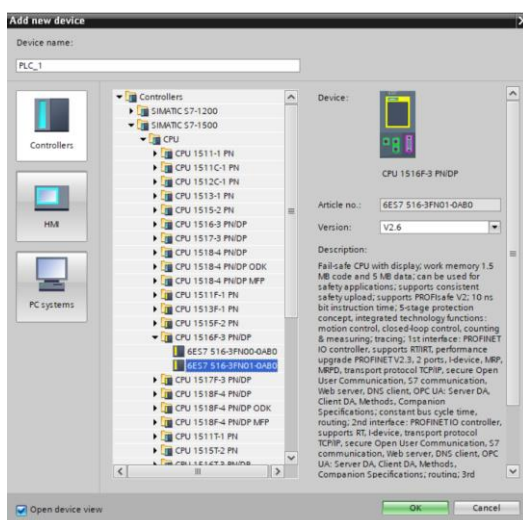 Add new device
Device name:
PLC_1
Controllers
HMI
PC systems
Controllers
SIMATIC S7-1200
SIMATIC S7-1500
CPU
CPU 1511-1 PN
CPU 1511C-1 PN
CPU 1512C-1 PN
CPU 1513-1 PN
CPU 1515-2 PN
CPU 1516-3 PN/DP
CPU 1517-3 PN/DP
CPU 1518-4 PN/DP
CPU 1518-4 PN/DP ODK
CPU 1518-4 PN/DP MFP
CPU 1511F-1 PN
CPU 1513F-1 PN
CPU 1515F-2 PN
CPU 1516F-3 PN/DP
6ES7 516-3FN00-0AB0
6ES7 516-3FN01-0AB0
CPU 1517F-3 PN/DP
CPU 1518F-4 PN/DP
CPU 1518F-4 PN/DP ODK
CPU 1518F-4 PN/DP MFP
CPU 1511T-1 PN
CPU 1515T-2 PN
CPU 1516T-3 PN/DP
Device:
CPU 1516F-3 PN/DP
Article no.: 6ES7 516-3FN01-0AB0
Version: V2.6
Description:
Fail-safe CPU with display; work memory 1.5
MB code and 5 MB data; can be used for
safety applications; supports consistent
safety upload; supports PROFIsafe V2; 10 ns
bit instruction time; 5-stage protection
concept, integrated technology functions:
motion control, closed-loop control, counting
& measuring; tracing; 1st interface: PROFINET
IO controller, supports RT/IRT, performance
upgrade PROFINET V2.3, 2 ports, I-device, MRP,
MRPD, transport protocol TCP/IP, secure Open
User Communication, S7 communication,
Web server, DNS client, OPC UA: Server DA,
Client DA, Methods, Companion
Specifications; constant bus cycle time,
routing; 2nd interface: PROFINET IO controller,
supports RT, I-device, transport protocol
TCP/IP, secure Open User Communication, S7
communication, Web server, DNS client, OPC
UA: Server DA, Client DA, Methods,
Companion Specifications; routing; 3rd
Open device view
OK
Cancel